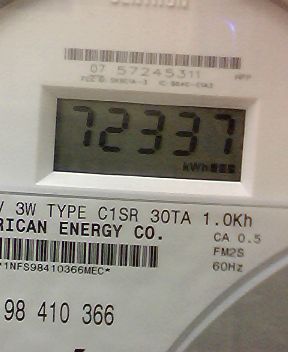 07 57245311
72337
kWh
V 3W TYPE C1SR 30TA 1.0Kh
RICAN ENERGY CO.
CA 0.5
FM2S
60Hz
*1NFS98410366MEC*
98 410 366